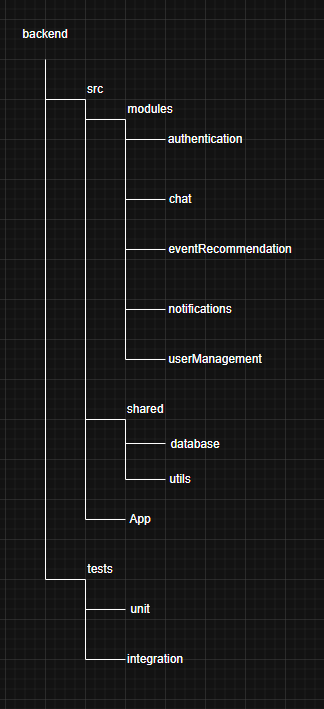 backend
src
modules
authentication
chat
eventRecommendation
notifications
userManagement
shared
database
utils
App
tests
unit
integration